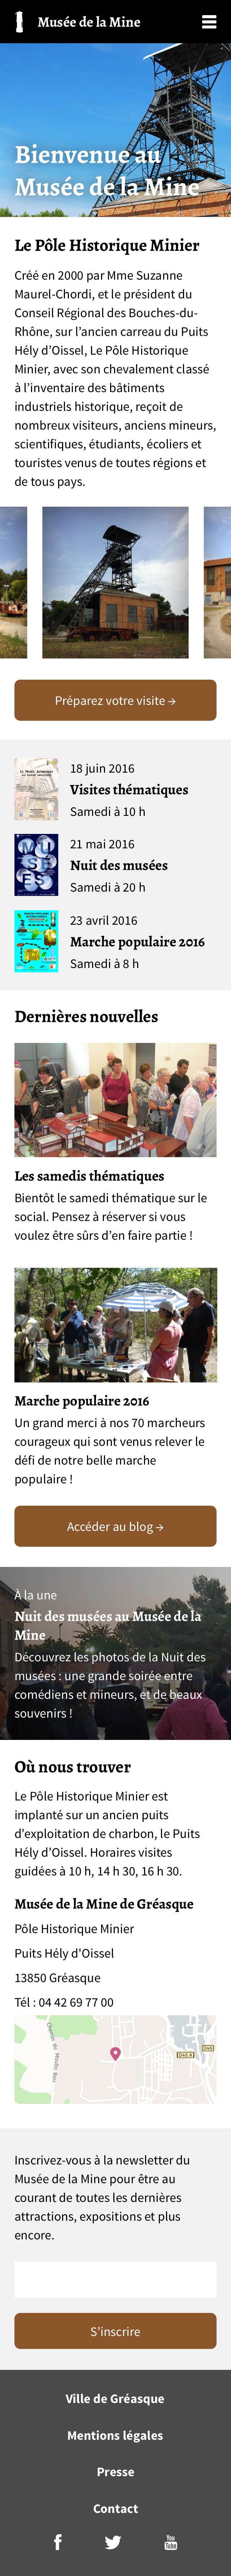 Musée de la Mine
Bienvenue au
Musée de la Mine
Le Pôle Historique Minier
Créé en 2000 par Mme Suzanne
Maurel-Chordi, et le président du
Conseil Régional des Bouches-du-
Rhône, sur l’ancien carreau du Puits
Hély d’Oissel, Le Pôle Historique
Minier, avec son chevalement classé
à l’inventaire des bâtiments
industriels historique, reçoit de
nombreux visiteurs, anciens mineurs,
scientifiques, étudiants, écoliers et
touristes venus de toutes régions et
de tous pays.
Préparez votre visite →
18 juin 2016
Visites thématiques
Samedi à 10 h
MUSÉES
21 mai 2016
Nuit des musées
Samedi à 20 h
23 avril 2016
Marche populaire 2016
Samedi à 8 h
Dernières nouvelles
Les samedis thématiques
Bientôt le samedi thématique sur le
social. Pensez à réserver si vous
voulez être sûrs d’en faire partie !
Marche populaire 2016
Un grand merci à nos 70 marcheurs
courageux qui sont venus relever le
défi de notre belle marche
populaire !
Accéder au blog →
À la une
Nuit des musées au Musée de la
Mine
Découvrez les photos de la Nuit des
musées : une grande soirée entre
comédiens et mineurs, et de beaux
souvenirs !
Où nous trouver
Le Pôle Historique Minier est
implanté sur un ancien puits
d’exploitation de charbon, le Puits
Hély d’Oissel. Horaires visites
guidées à 10 h, 14 h 30, 16 h 30.
Musée de la Mine de Gréasque
Pôle Historique Minier
Puits Hély d'Oissel
13850 Gréasque
Tél : 04 42 69 77 00
Chemin du Moulin Bou
D46
D46 A
Inscrivez-vous à la newsletter du
Musée de la Mine pour être au
courant de toutes les dernières
attractions, expositions et plus
encore.
S’inscrire
Ville de Gréasque
Mentions légales
Presse
Contact
You
Tube